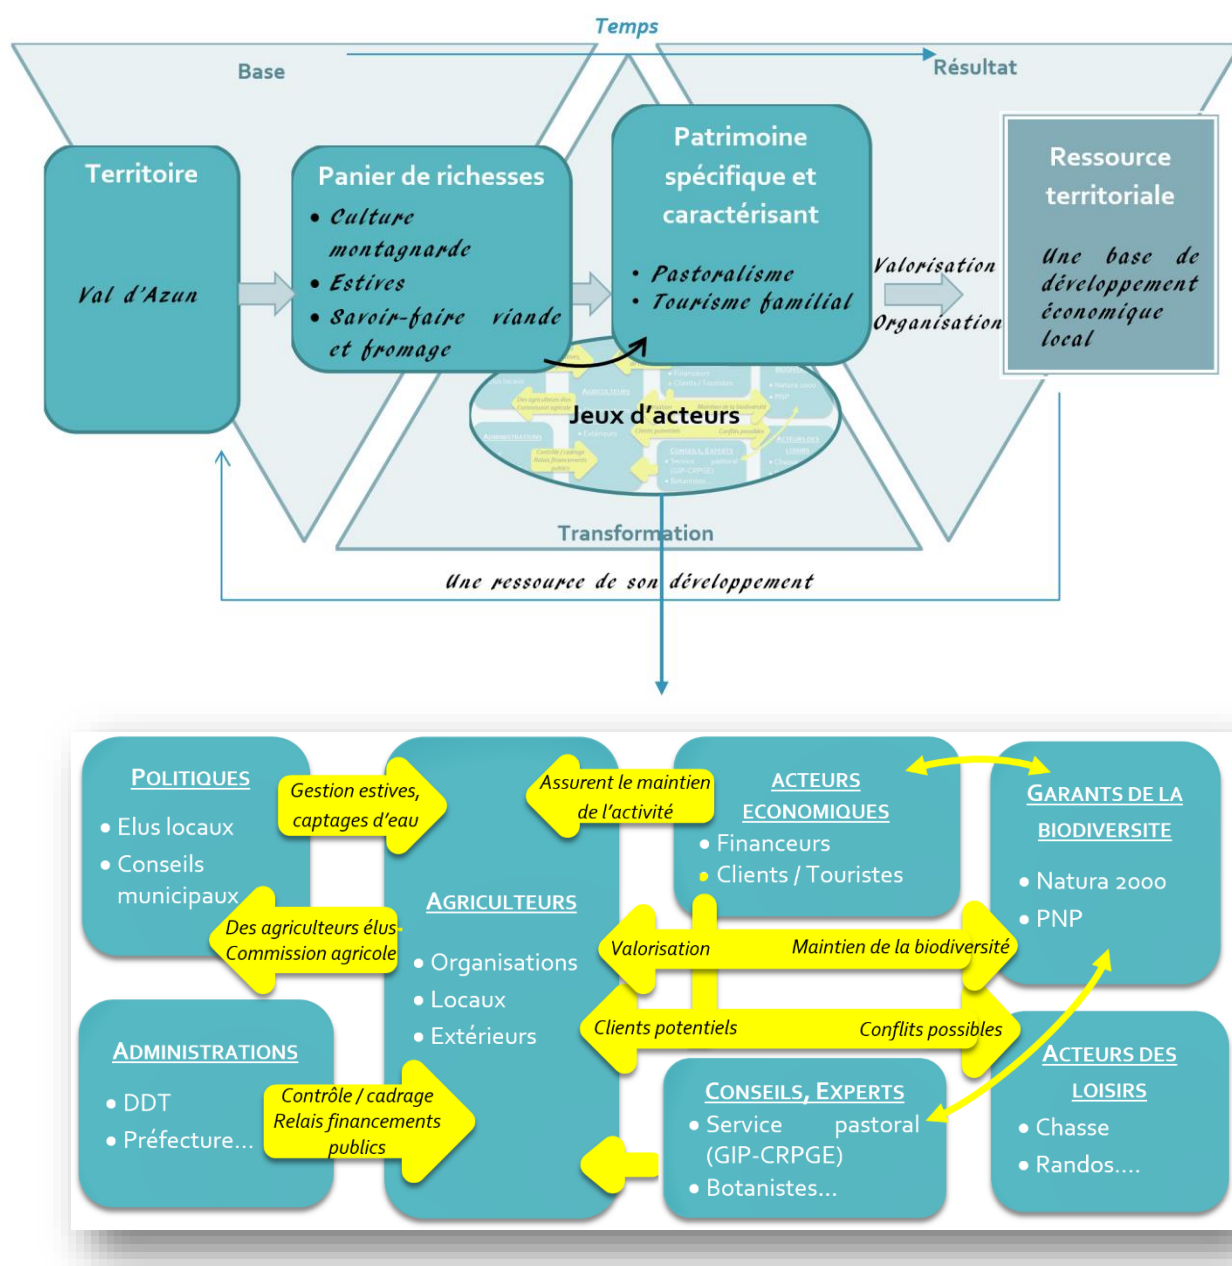 Temps
Base
Résultat
Territoire
Val d'Azun
Panier de richesses
• Culture
montagnarde
• Estives
• Savoir-faire viande
et fromage
Patrimoine
spécifique et
caractérisant
• Pastoralisme
• Tourisme familial
Valorisation
Organisation
Ressource
territoriale
Une base de
développement
économique
local
Jeux d'acteurs
Transformation
Une ressource de son développement
POLITIQUES
• Elus locaux
• Conseils
municipaux
Gestion estives,
captages d'eau
Des agriculteurs élus
Commission agricole
ADMINISTRATIONS
• DDT
• Préfecture...
Contrôle / cadrage
Relais financements
publics
AGRICULTEURS
• Organisations
• Locaux
• Extérieurs
Assurent le maintien
de l'activité
ACTEURS
ECONOMIQUES
• Financeurs
• Clients / Touristes
GARANTS DE LA
BIODIVERSITE
• Natura 2000
• PNP
Valorisation
Maintien de la biodiversité
Clients potentiels
Conflits possibles
CONSEILS, EXPERTS
• Service pastoral
(GIP-CRPGE)
• Botanistes...
ACTEURS DES
LOISIRS
• Chasse
• Randos....